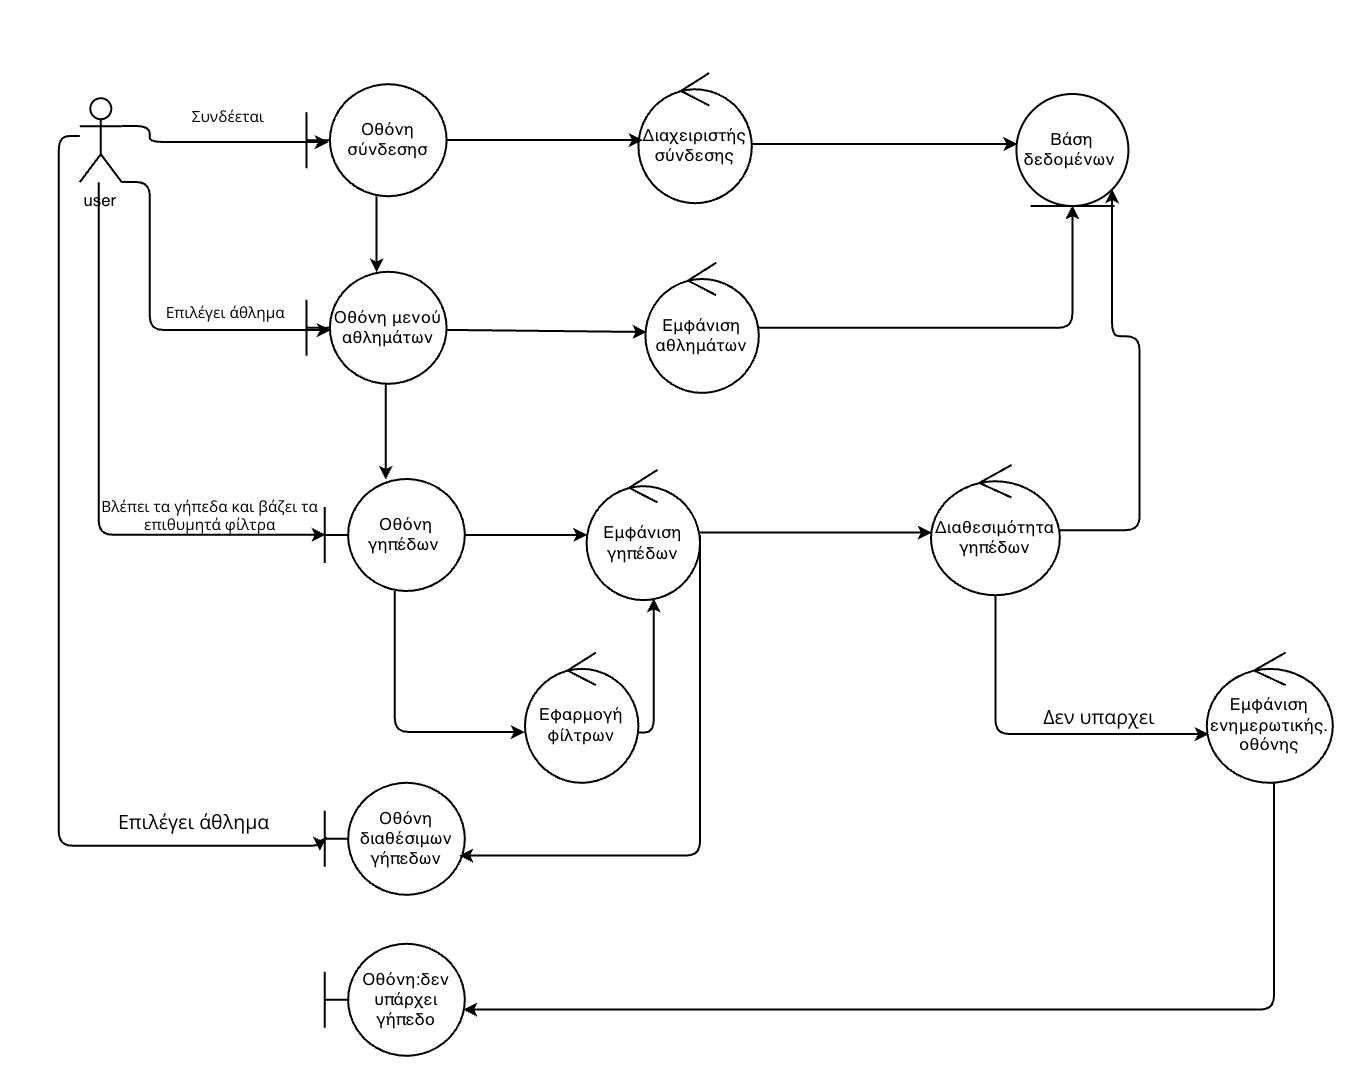 Συνδέεται
Οθόνη
σύνδεσησ
Διαχειριστής
σύνδεσης
Βάση
δεδομένων
user
Επιλέγει άθλημα
Οθόνη μενού
αθλημάτων
Εμφάνιση
αθλημάτων
Βλέπει τα γήπεδα και βάζει τα
επιθυμητά φίλτρα
Οθόνη
γηπέδων
Εμφάνιση
γηπέδων
Διαθεσιμότητα
γηπέδων
Εφαρμογή
φίλτρων
Δεν υπαρχει
Εμφάνιση
ενημερωτικής.
οθόνης
Επιλέγει άθλημα
Οθόνη
διαθέσιμων
γήπεδων
Οθόνη:δεν
υπάρχει
γήπεδο